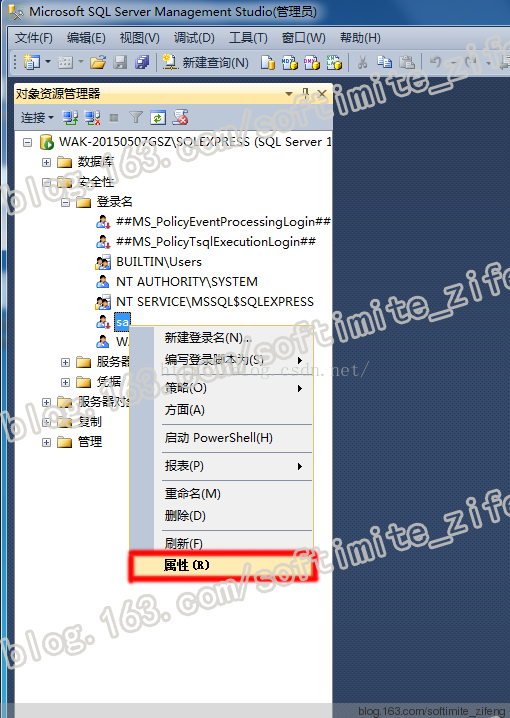 Microsoft SQL Server Management Studio(管理员)
文件(F) 编辑(E) 视图(V) 调试(D) 工具(T) 窗口(W) 帮助(H)
新建查询(N)
对象资源管理器
连接
WAK-20150507GSZ\SQLEXPRESS (SQL Server 1
数据库
安全性
登录名
##MS_PolicyEventProcessingLogin##
##MS_PolicyTsqlExecutionLogin##
BUILTIN\Users
NT AUTHORITY\SYSTEM
NT SERVICE\MSSQL$SQLEXPRESS
sa
新建登录名(N)...
编写登录脚本为(S)
服务器
凭据
策略(O)
服务器对
方面(A)
复制
启动 PowerShell(H)
管理
报表(P)
重命名(M)
删除(D)
刷新(F)
属性(R)
blog.163.com/softimite_zifeng
blog.163.com/softimite_zife
blog.163.com/softimite_zife
blog.163.com/softimite_zifeng